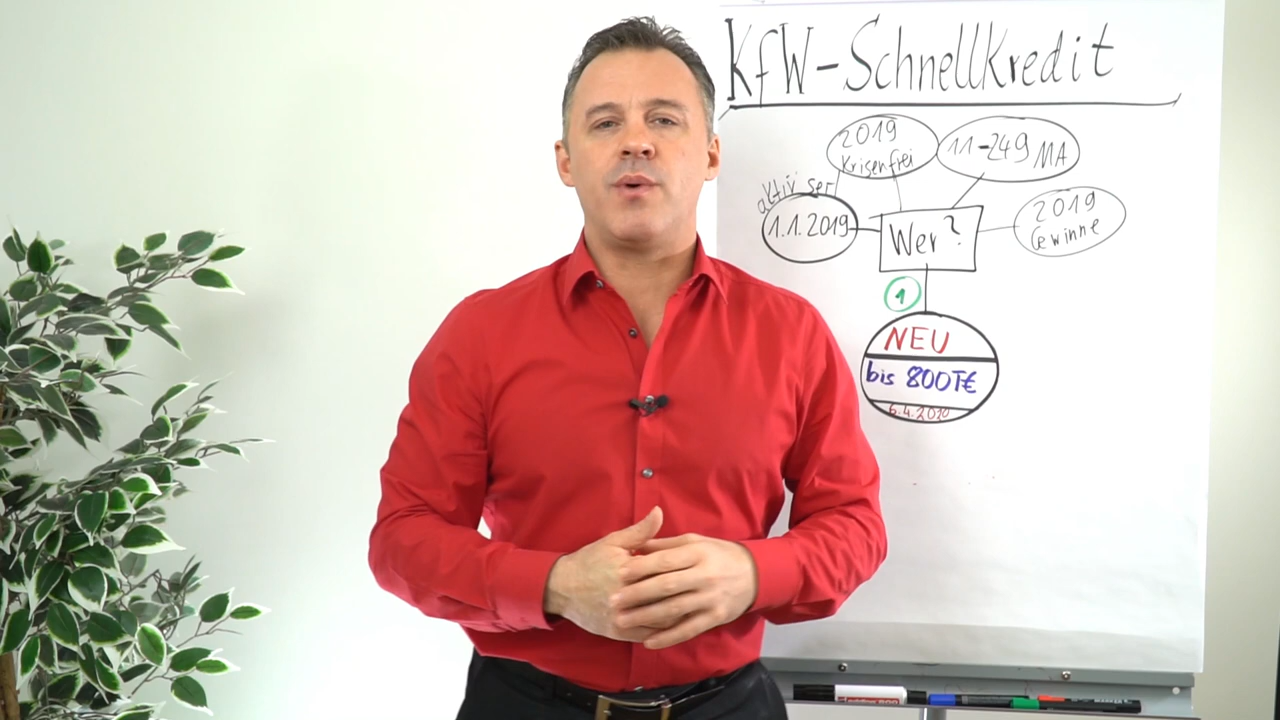 KfW-Schnellkredit
2019
Krisenfrei
11-249 MA
aktiv seit
1.1.2019
Wer?
2019
Gewinne
1
NEU
bis 800T€
6.4.2020